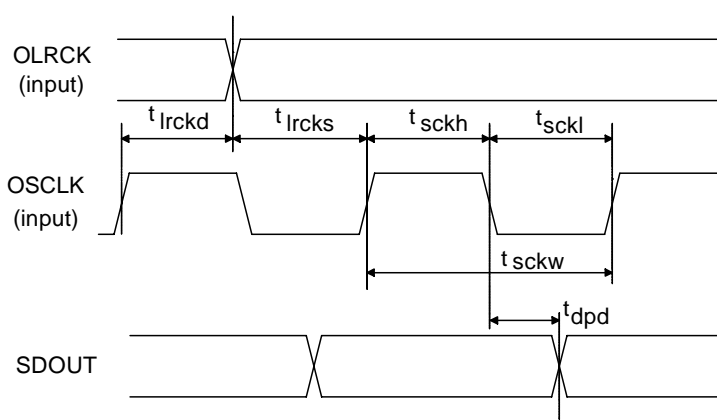 OLRCK
(input)
t lrckd
t lrcks
t sckh
t sckl
OSCLK
(input)
t sckw
t dpd
SDOUT